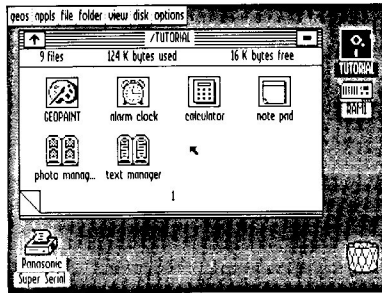 geos appls file folder view disk options
/TUTORIAL
9 files 124 K bytes used 16 K bytes free
GEOPAINT alarm clock calculator note pad
photo manag... text manager
1
TUTORIAL
RAM1
Panasonic
Super Serial